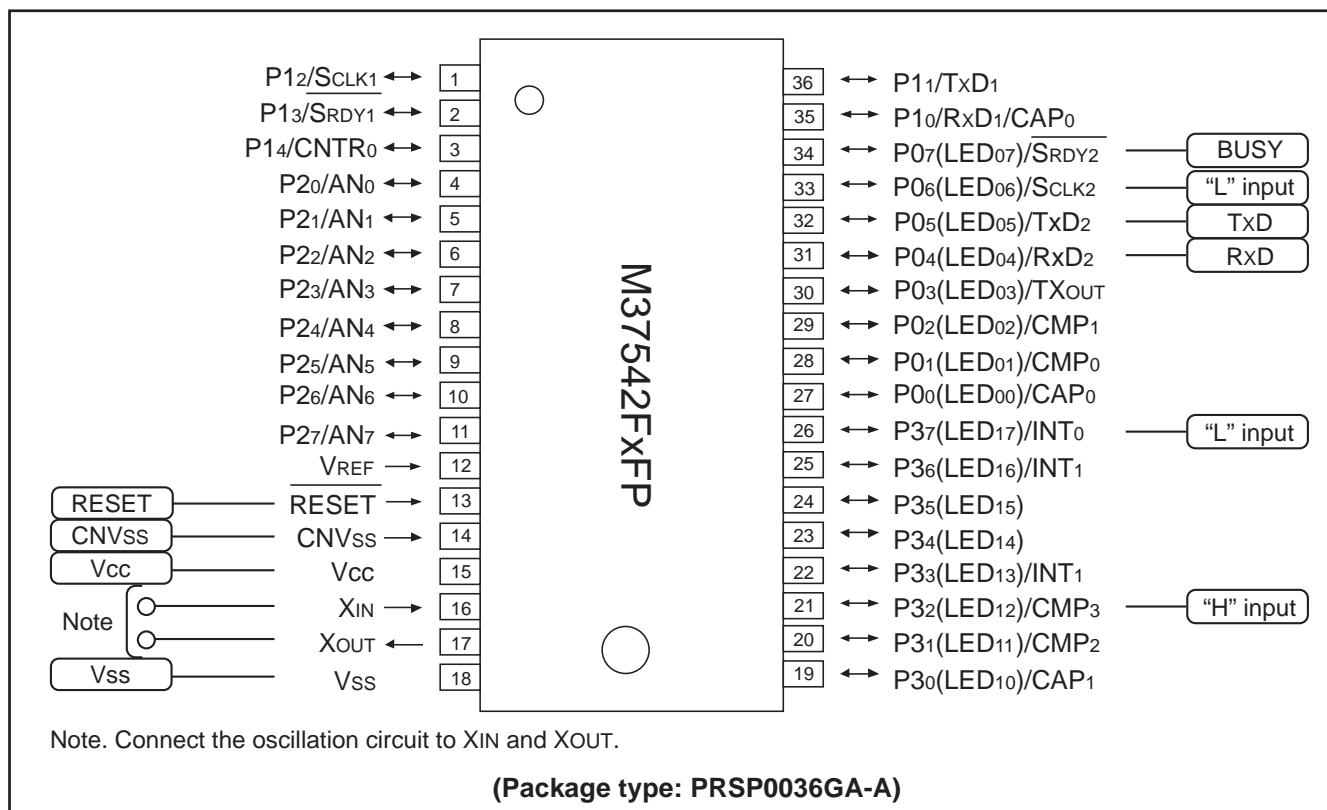 P12/SCLK1 1
P13/SRDY1 2
P14/CNTR0 3
P20/AN0 4
P21/AN1 5
P22/AN2 6
P23/AN3 7
P24/AN4 8
P25/AN5 9
P26/AN6 10
P27/AN7 11
VREF 12
RESET RESET 13
CNVSS CNVSS 14
Vcc Vcc 15
Note
XIN 16
XOUT 17
Vss Vss 18
M37542FxFP
36 P11/TxD1
35 P10/RxD1/CAP0
34 P07(LED07)/SRDY2 BUSY
33 P06(LED06)/SCLK2 “L” input
32 P05(LED05)/TxD2 TxD
31 P04(LED04)/RxD2 RxD
30 P03(LED03)/TXOUT
29 P02(LED02)/CMP1
28 P01(LED01)/CMP0
27 P00(LED00)/CAP0
26 P37(LED17)/INT0 “L” input
25 P36(LED16)/INT1
24 P35(LED15)
23 P34(LED14)
22 P33(LED13)/INT1
21 P32(LED12)/CMP3 “H” input
20 P31(LED11)/CMP2
19 P30(LED10)/CAP1
Note. Connect the oscillation circuit to XIN and XOUT.
(Package type: PRSP0036GA-A)